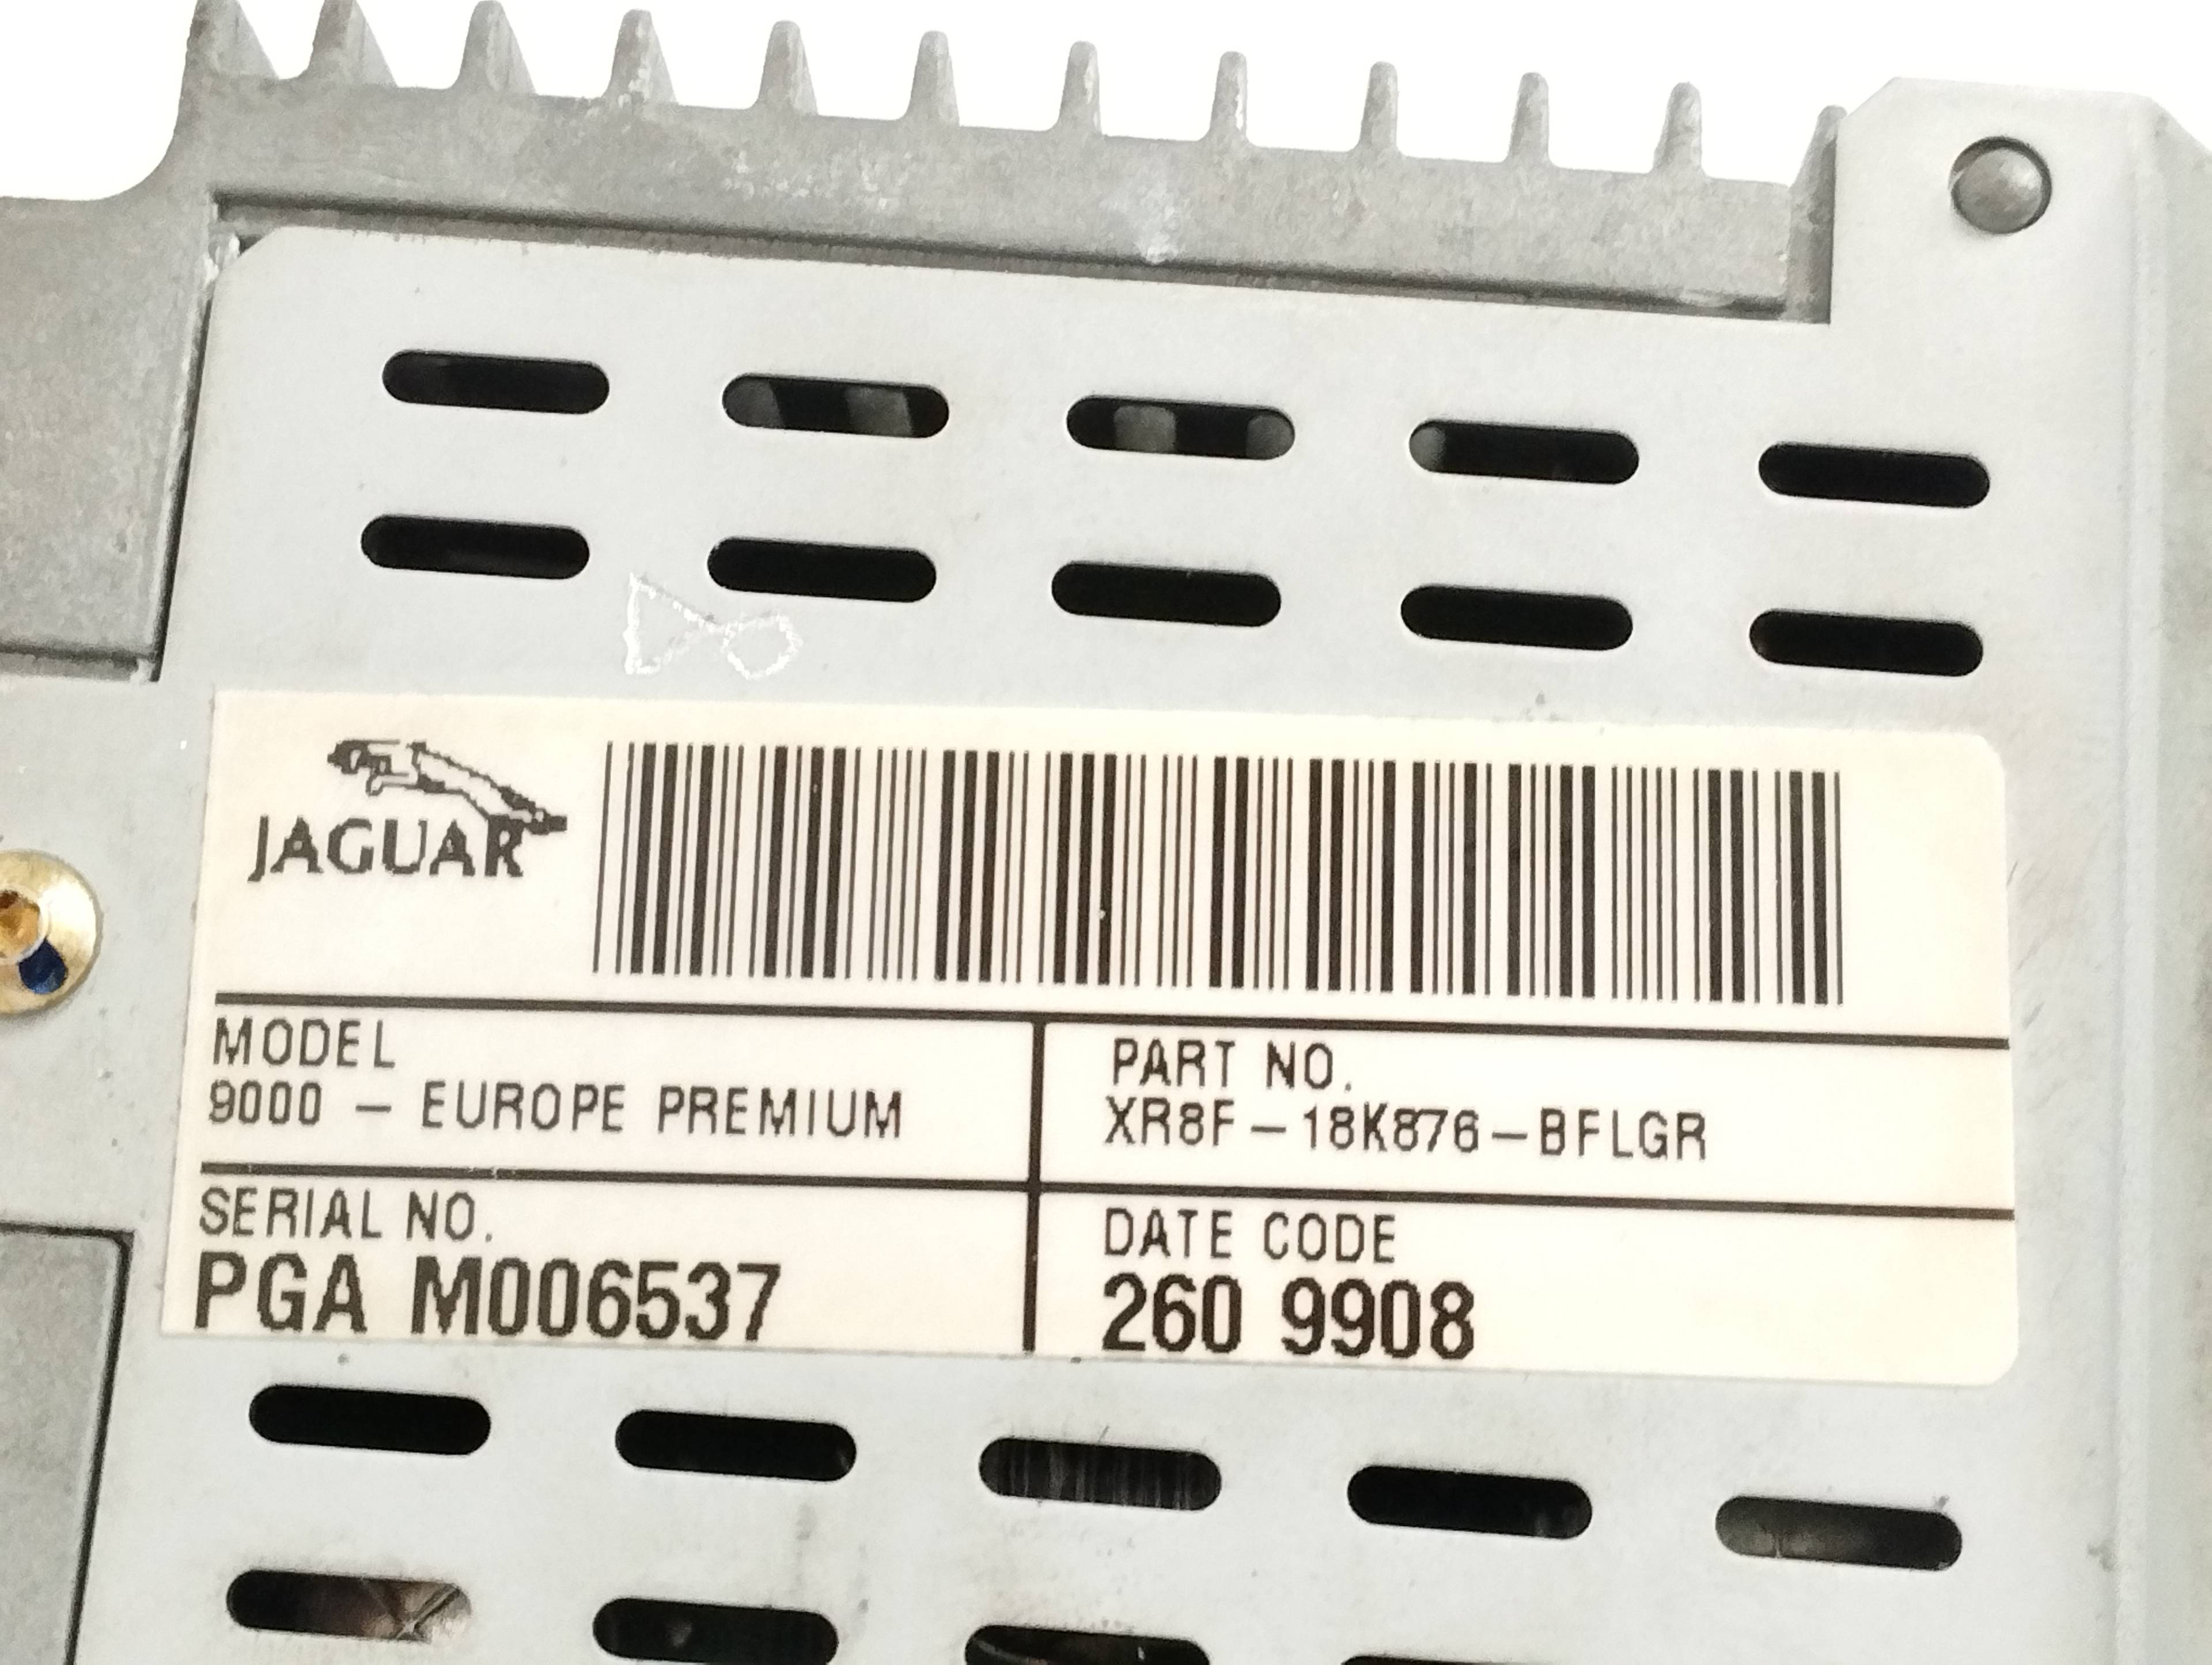 JAGUAR
MODEL
9000 - EUROPE PREMIUM
PART NO.
XR8F-18K876-BFLGR
SERIAL NO.
PGA M006537
DATE CODE
260 9908